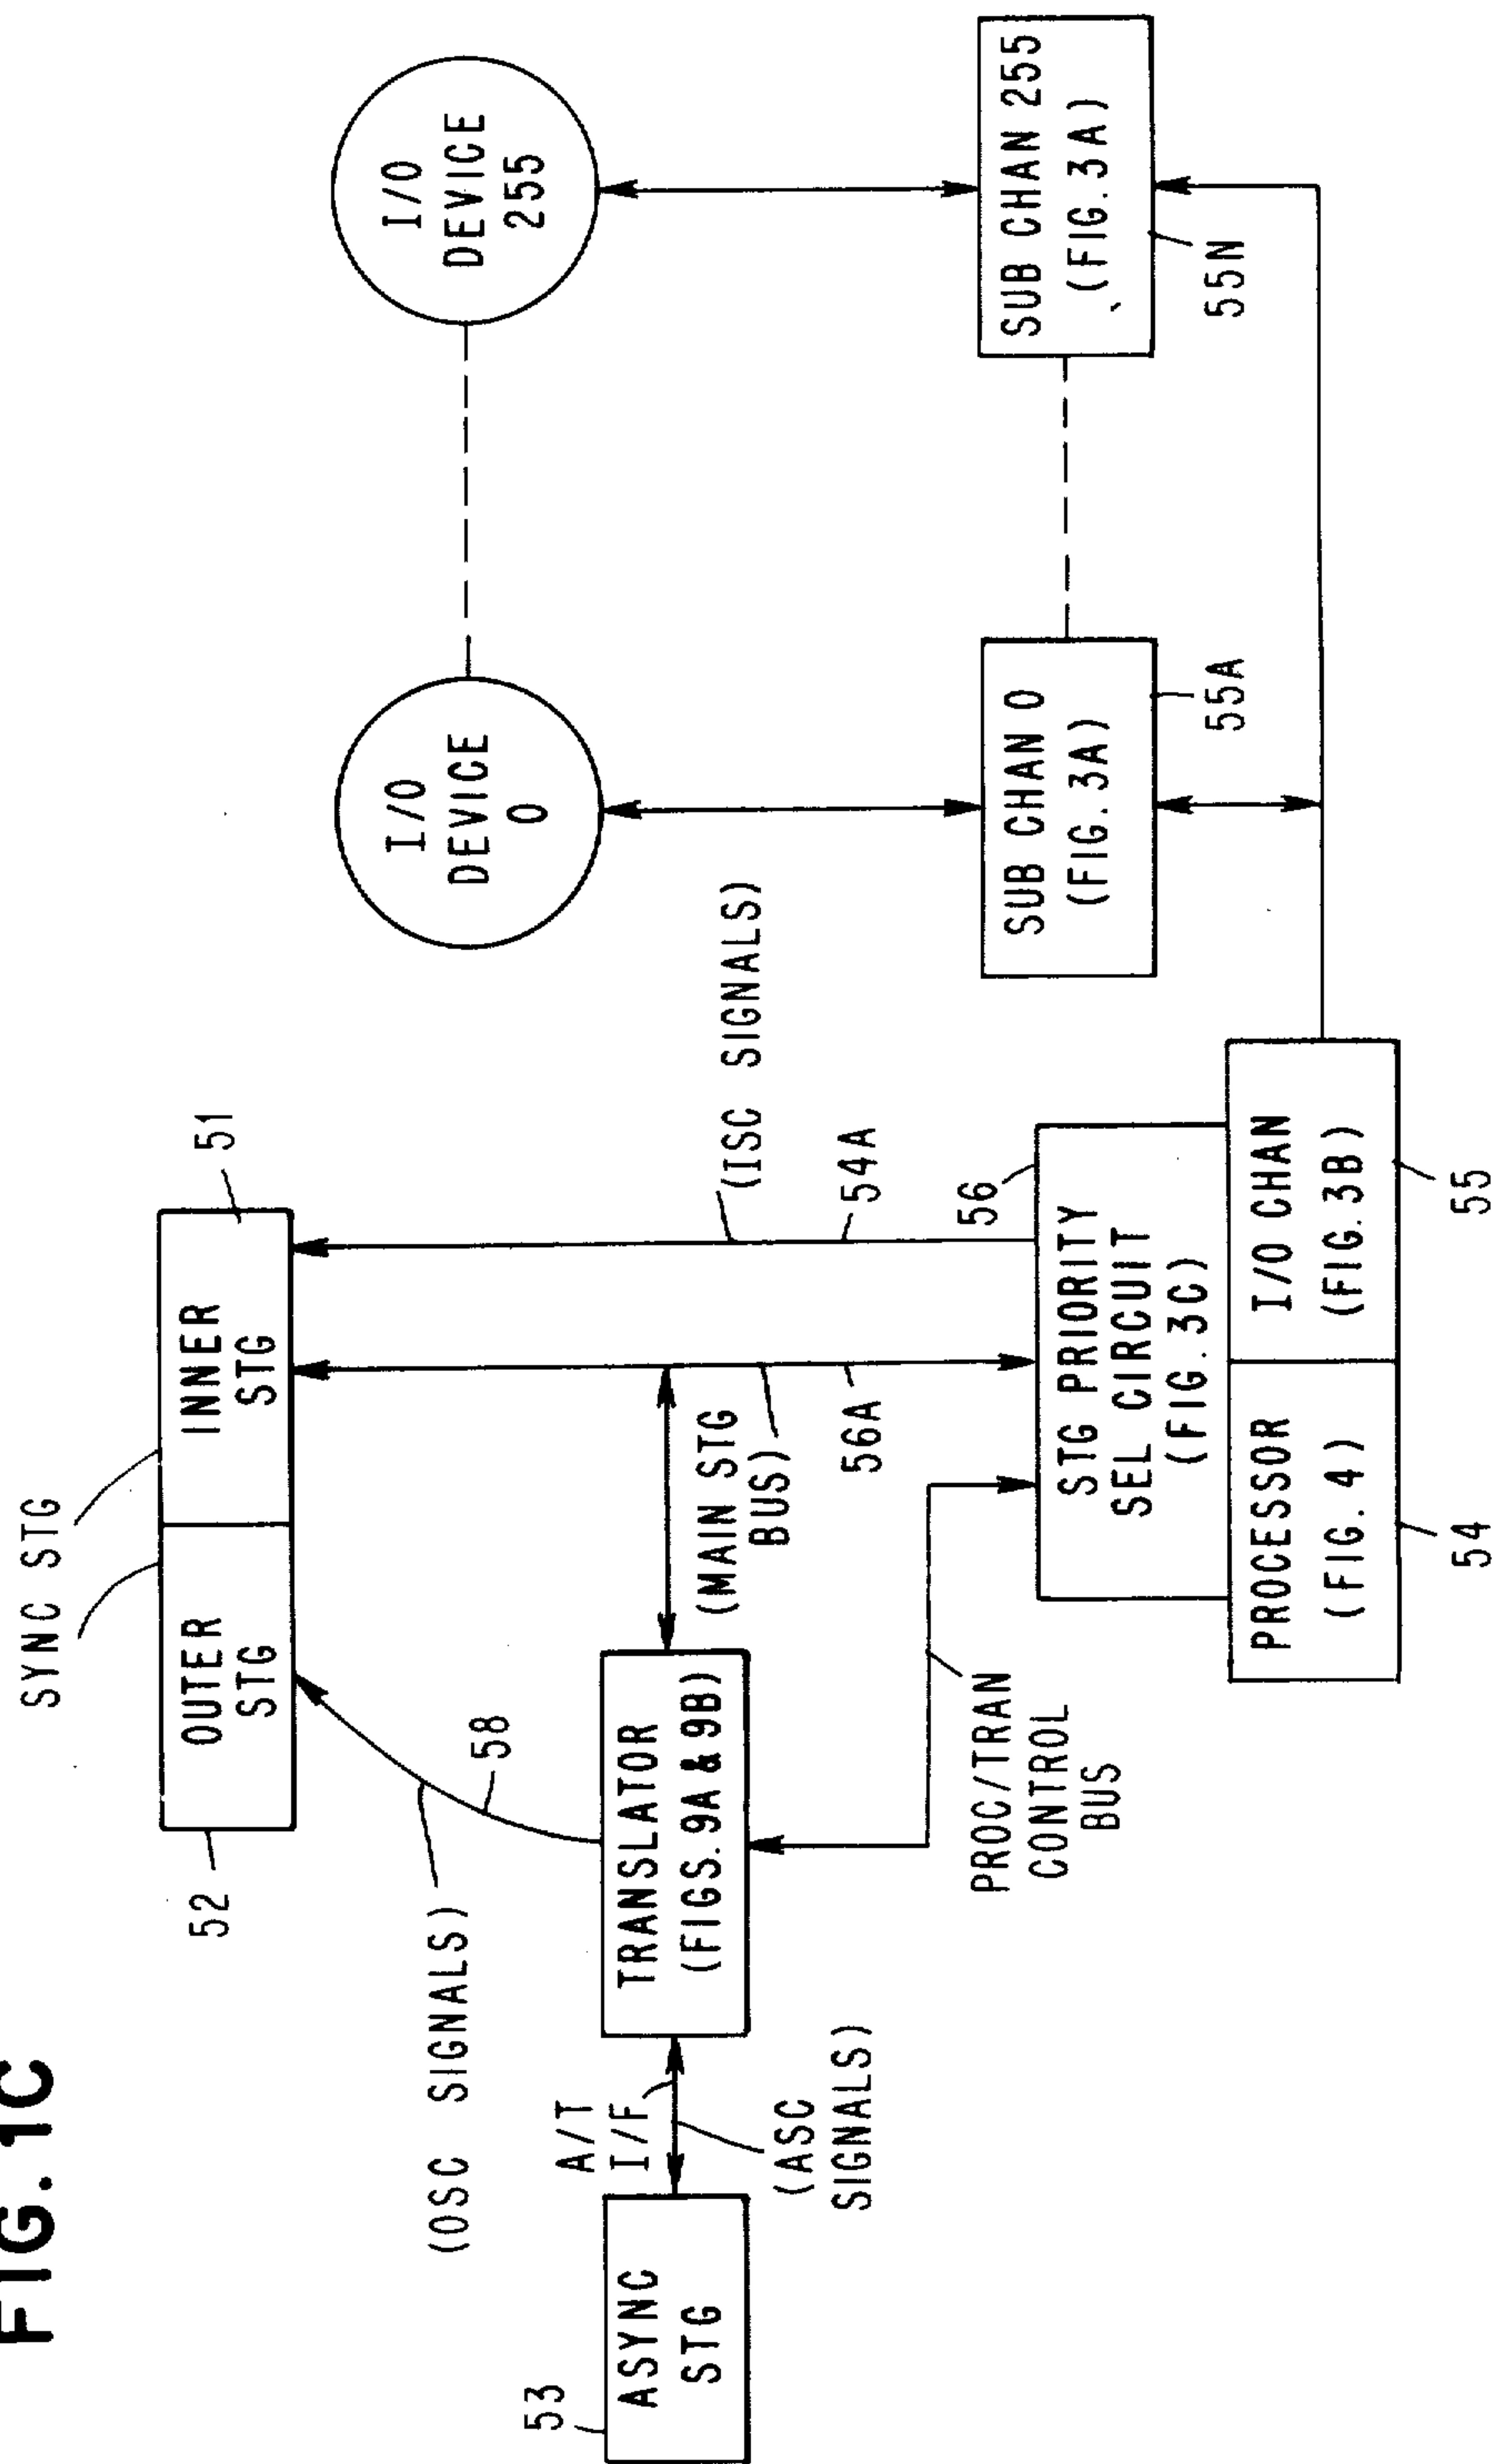 FIG. 1C
SYNC STG
52
OUTER
STG
INNER
STG
51
(OSC SIGNALS)
58
53
ASYNC
STG
A/T
I/F
(ASC
SIGNALS)
TRANSLATOR
(FIGS. 9A & 9B)
(MAIN STG
BUS)
56A
54A
(ISC SIGNALS)
PROC/TRAN
CONTROL
BUS
56
STG PRIORITY
SEL CIRCUIT
(FIG. 3C)
PROCESSOR
(FIG. 4)
54
I/O CHAN
(FIG. 3B)
55
I/O
DEVICE
0
I/O
DEVICE
255
SUB CHAN 0
(FIG. 3A)
55A
SUB CHAN 255
(FIG. 3A)
55N